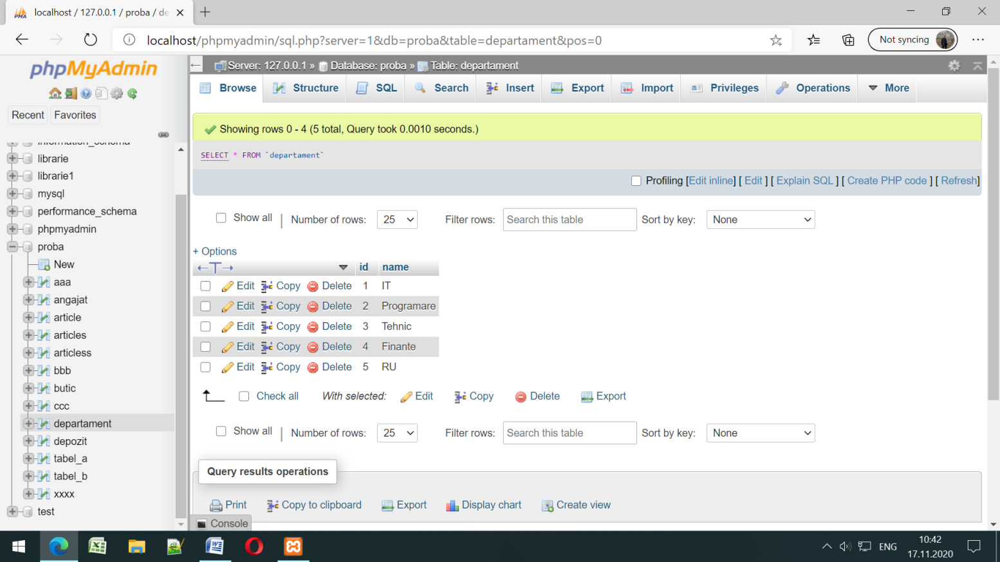 localhost / 127.0.0.1 / proba / de
localhost/phpmyadmin/sql.php?server=1&db=proba&table=departament&pos=0
Not syncing
phpMyAdmin
Recent Favorites
information_schema
librarie
librarie1
mysql
performance_schema
phpmyadmin
proba
New
aaa
angajat
article
articles
articless
bbb
butic
ccc
departament
depozit
tabel_a
tabel_b
xxxx
test
Server: 127.0.0.1 » Database: proba » Table: departament
Browse Structure SQL Search Insert Export Import Privileges Operations More
Showing rows 0 - 4 (5 total, Query took 0.0010 seconds.)
SELECT * FROM `departament`
Profiling [Edit inline] [ Edit ] [ Explain SQL ] [ Create PHP code ] [ Refresh]
Show all | Number of rows: 25 Filter rows: Search this table Sort by key: None
+ Options
id name
Edit Copy Delete 1 IT
Edit Copy Delete 2 Programare
Edit Copy Delete 3 Tehnic
Edit Copy Delete 4 Finante
Edit Copy Delete 5 RU
Check all With selected: Edit Copy Delete Export
Show all | Number of rows: 25 Filter rows: Search this table Sort by key: None
Query results operations
Print Copy to clipboard Export Display chart Create view
Console
ENG
10:42
17.11.2020